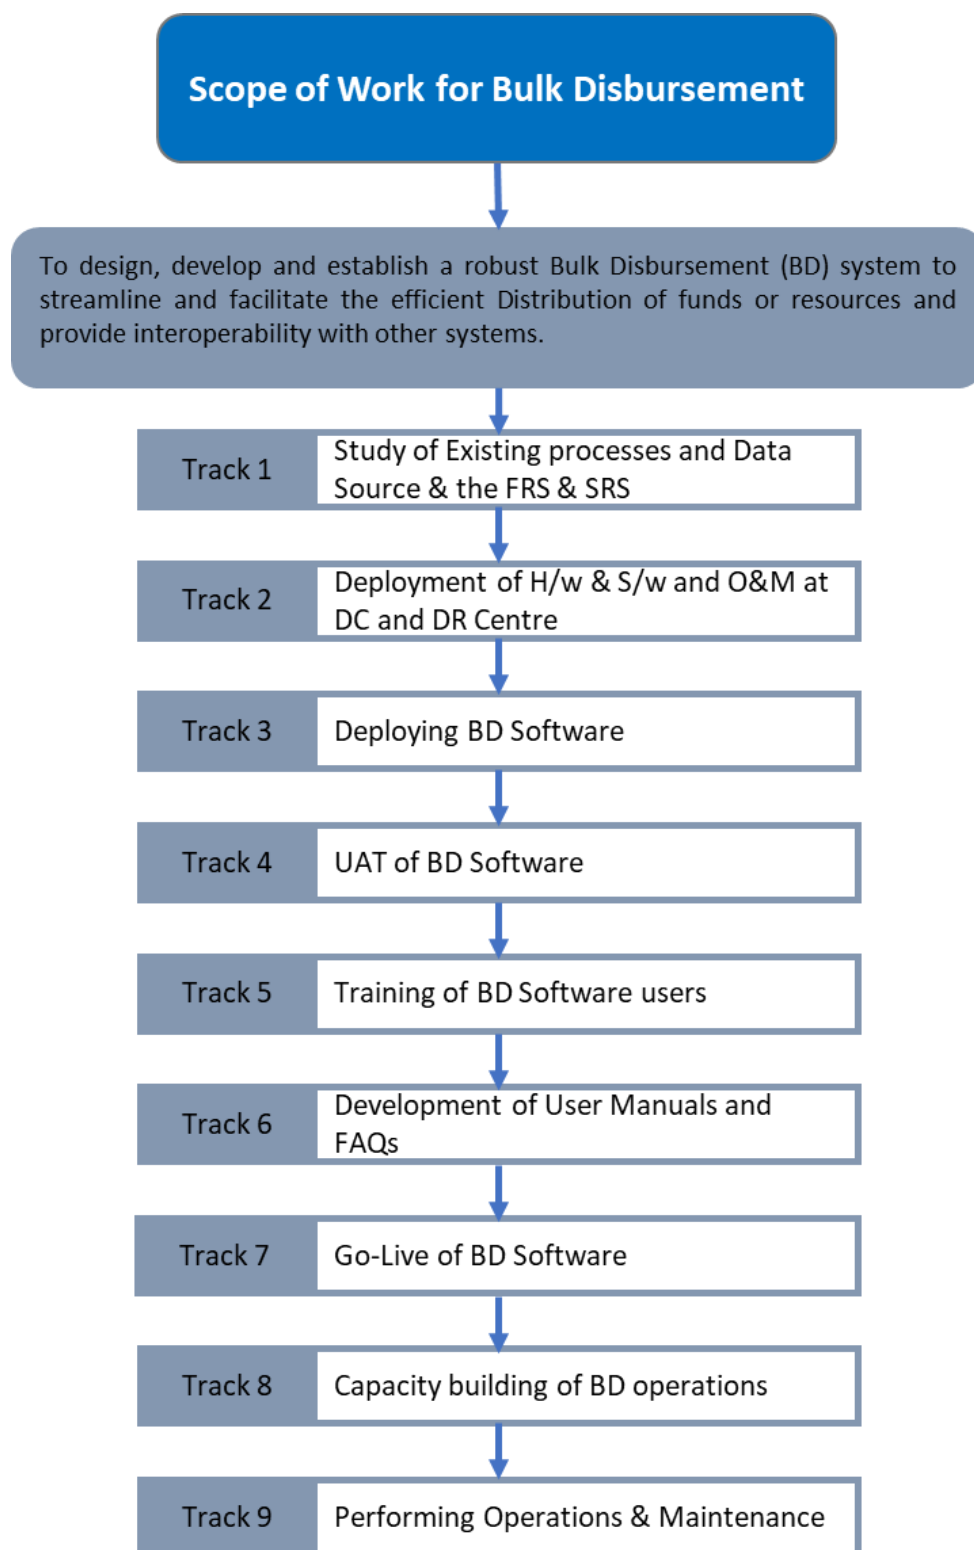 Scope of Work for Bulk Disbursement
To design, develop and establish a robust Bulk Disbursement (BD) system to
streamline and facilitate the efficient Distribution of funds or resources and
provide interoperability with other systems.
Track 1
Study of Existing processes and Data
Source & the FRS & SRS
Track 2
Deployment of H/w & S/w and O&M at
DC and DR Centre
Track 3
Deploying BD Software
Track 4
UAT of BD Software
Track 5
Training of BD Software users
Track 6
Development of User Manuals and
FAQs
Track 7
Go-Live of BD Software
Track 8
Capacity building of BD operations
Track 9
Performing Operations & Maintenance